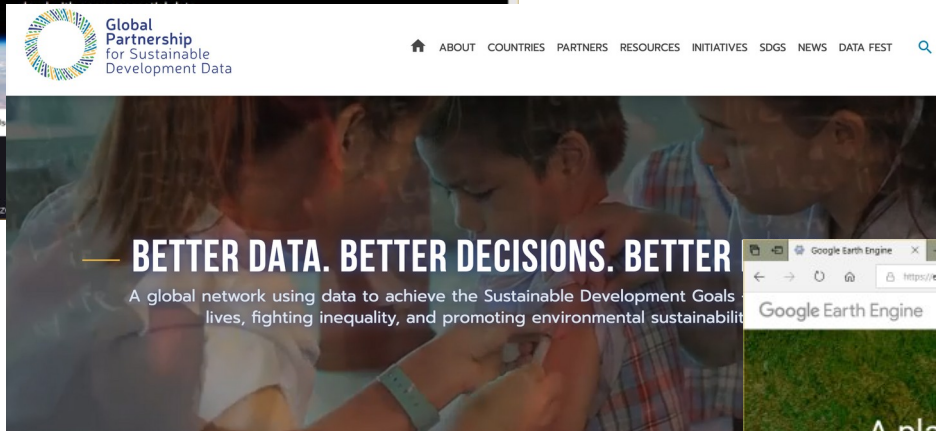 Global
Partnership
for Sustainable
Development Data
ABOUT COUNTRIES PARTNERS RESOURCES INITIATIVES SDGS NEWS DATA FEST
BETTER DATA. BETTER DECISIONS. BETTER
A global network using data to achieve the Sustainable Development Goals
lives, fighting inequality, and promoting environmental sustainabilit
Google Earth Engine
https://e
Google Earth Engine
A pla